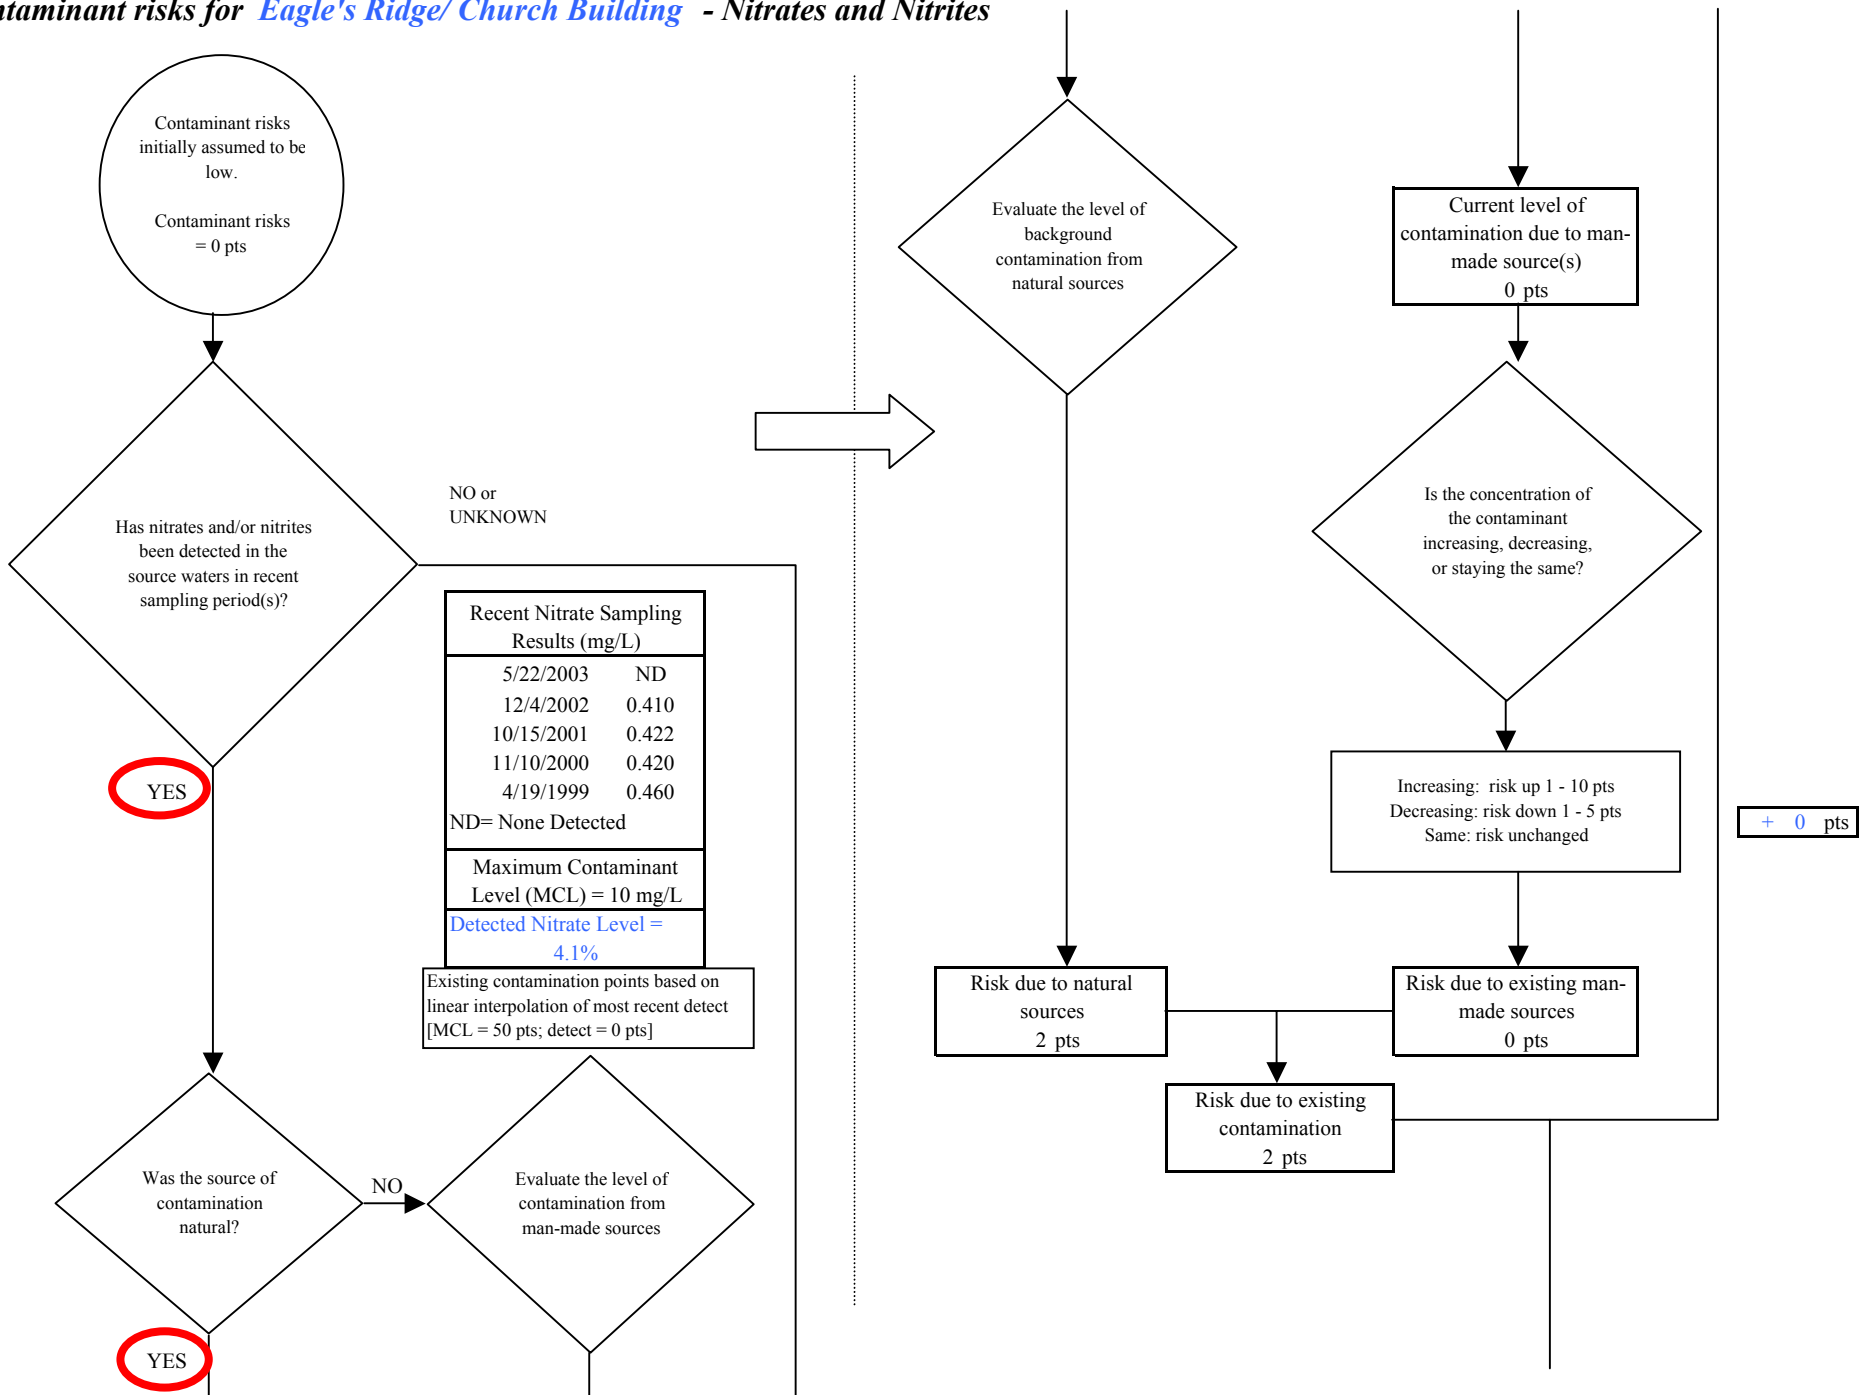 ntaminant risks for Eagle's Ridge/ Church Building - Nitrates and Nitrites
Contaminant risks
initially assumed to be
low.
Contaminant risks
= 0 pts
Has nitrates and/or nitrites
been detected in the
source waters in recent
sampling period(s)?
NO or
UNKNOWN
YES
Recent Nitrate Sampling
Results (mg/L)
5/22/2003 ND
12/4/2002 0.410
10/15/2001 0.422
11/10/2000 0.420
4/19/1999 0.460
ND= None Detected
Maximum Contaminant
Level (MCL) = 10 mg/L
Detected Nitrate Level =
4.1%
Existing contamination points based on
linear interpolation of most recent detect
[MCL = 50 pts; detect = 0 pts]
Was the source of
contamination
natural?
NO
Evaluate the level of
contamination from
man-made sources
YES
Evaluate the level of
background
contamination from
natural sources
Current level of
contamination due to man-
made source(s)
0 pts
Is the concentration of
the contaminant
increasing, decreasing,
or staying the same?
Increasing: risk up 1 - 10 pts
Decreasing: risk down 1 - 5 pts
Same: risk unchanged
+ 0 pts
Risk due to natural
sources
2 pts
Risk due to existing man-
made sources
0 pts
Risk due to existing
contamination
2 pts